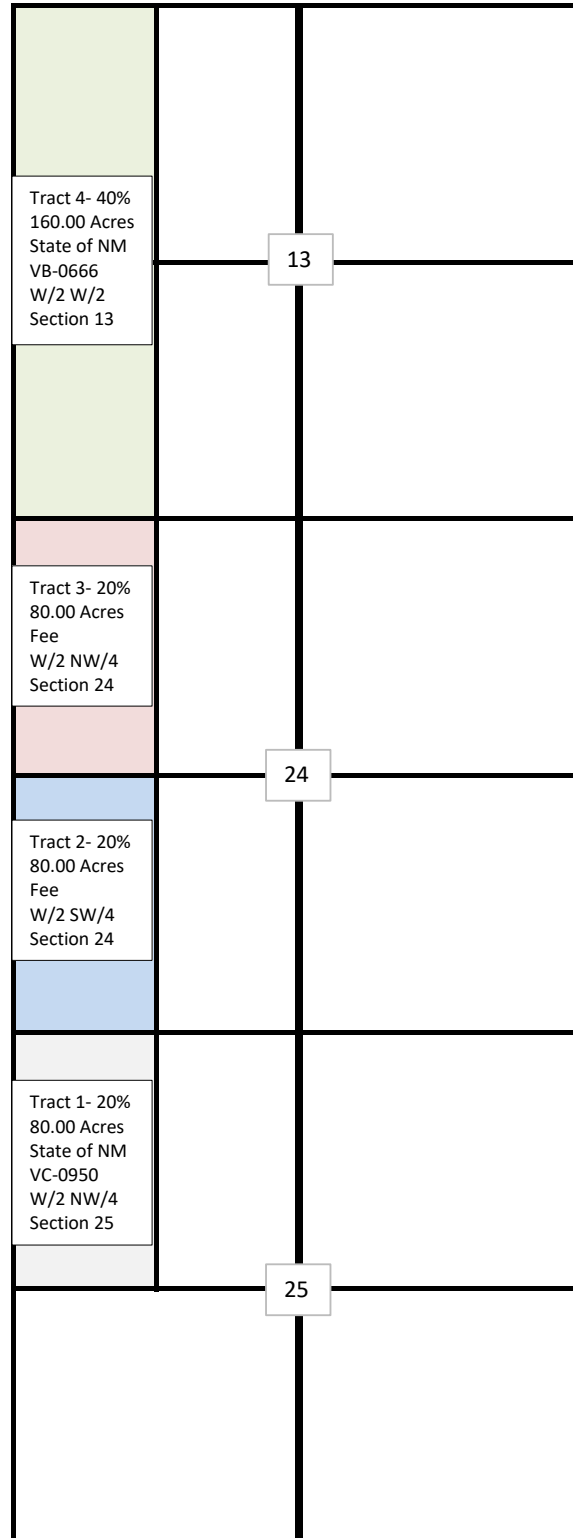 Tract 4- 40%
160.00 Acres
State of NM
VB-0666
W/2 W/2
Section 13
13
Tract 3- 20%
80.00 Acres
Fee
W/2 NW/4
Section 24
24
Tract 2- 20%
80.00 Acres
Fee
W/2 SW/4
Section 24
Tract 1- 20%
80.00 Acres
State of NM
VC-0950
W/2 NW/4
Section 25
25